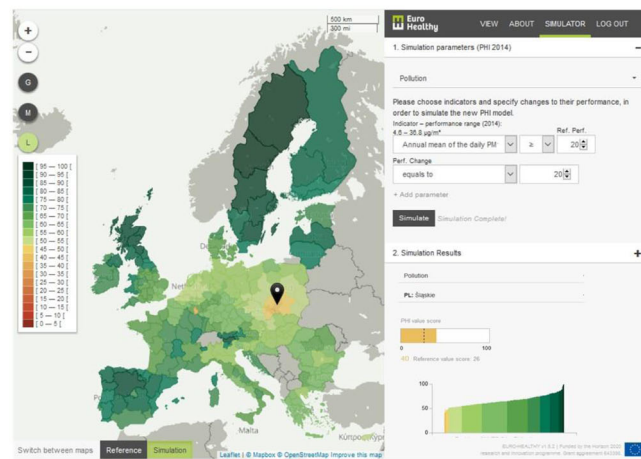 500 km
300 mi
+
−
G
M
L
[ 95 — 100 [
[ 90 — 95 [
[ 85 — 90 [
[ 80 — 85 [
[ 75 — 80 [
[ 70 — 75 [
[ 65 — 70 [
[ 60 — 65 [
[ 55 — 60 [
[ 50 — 55 [
[ 45 — 50 [
[ 40 — 45 [
[ 35 — 40 [
[ 30 — 35 [
[ 25 — 30 [
[ 20 — 25 [
[ 15 — 20 [
[ 10 — 15 [
[ 5 — 10 [
[ 0 — 5 [
Malta
Switch between maps
Reference
Simulation
Leaflet | © Mapbox © OpenStreetMap Improve this map
Euro
Healthy
VIEW ABOUT SIMULATOR LOG OUT
1. Simulation parameters (PHI 2014)
Pollution
Please choose indicators and specify changes to their performance, in
order to simulate the new PHI model.
Indicator – performance range (2014):
4.6 – 38.8 µg/m³
Ref. Perf.
Annual mean of the daily PM ≥ 20
Perf. Change
equals to 20
+ Add parameter
Simulate Simulation Complete!
2. Simulation Results +
Pollution
PL: Śląskie
PHI value score
0 100
40 Reference value score: 26
100
50
0